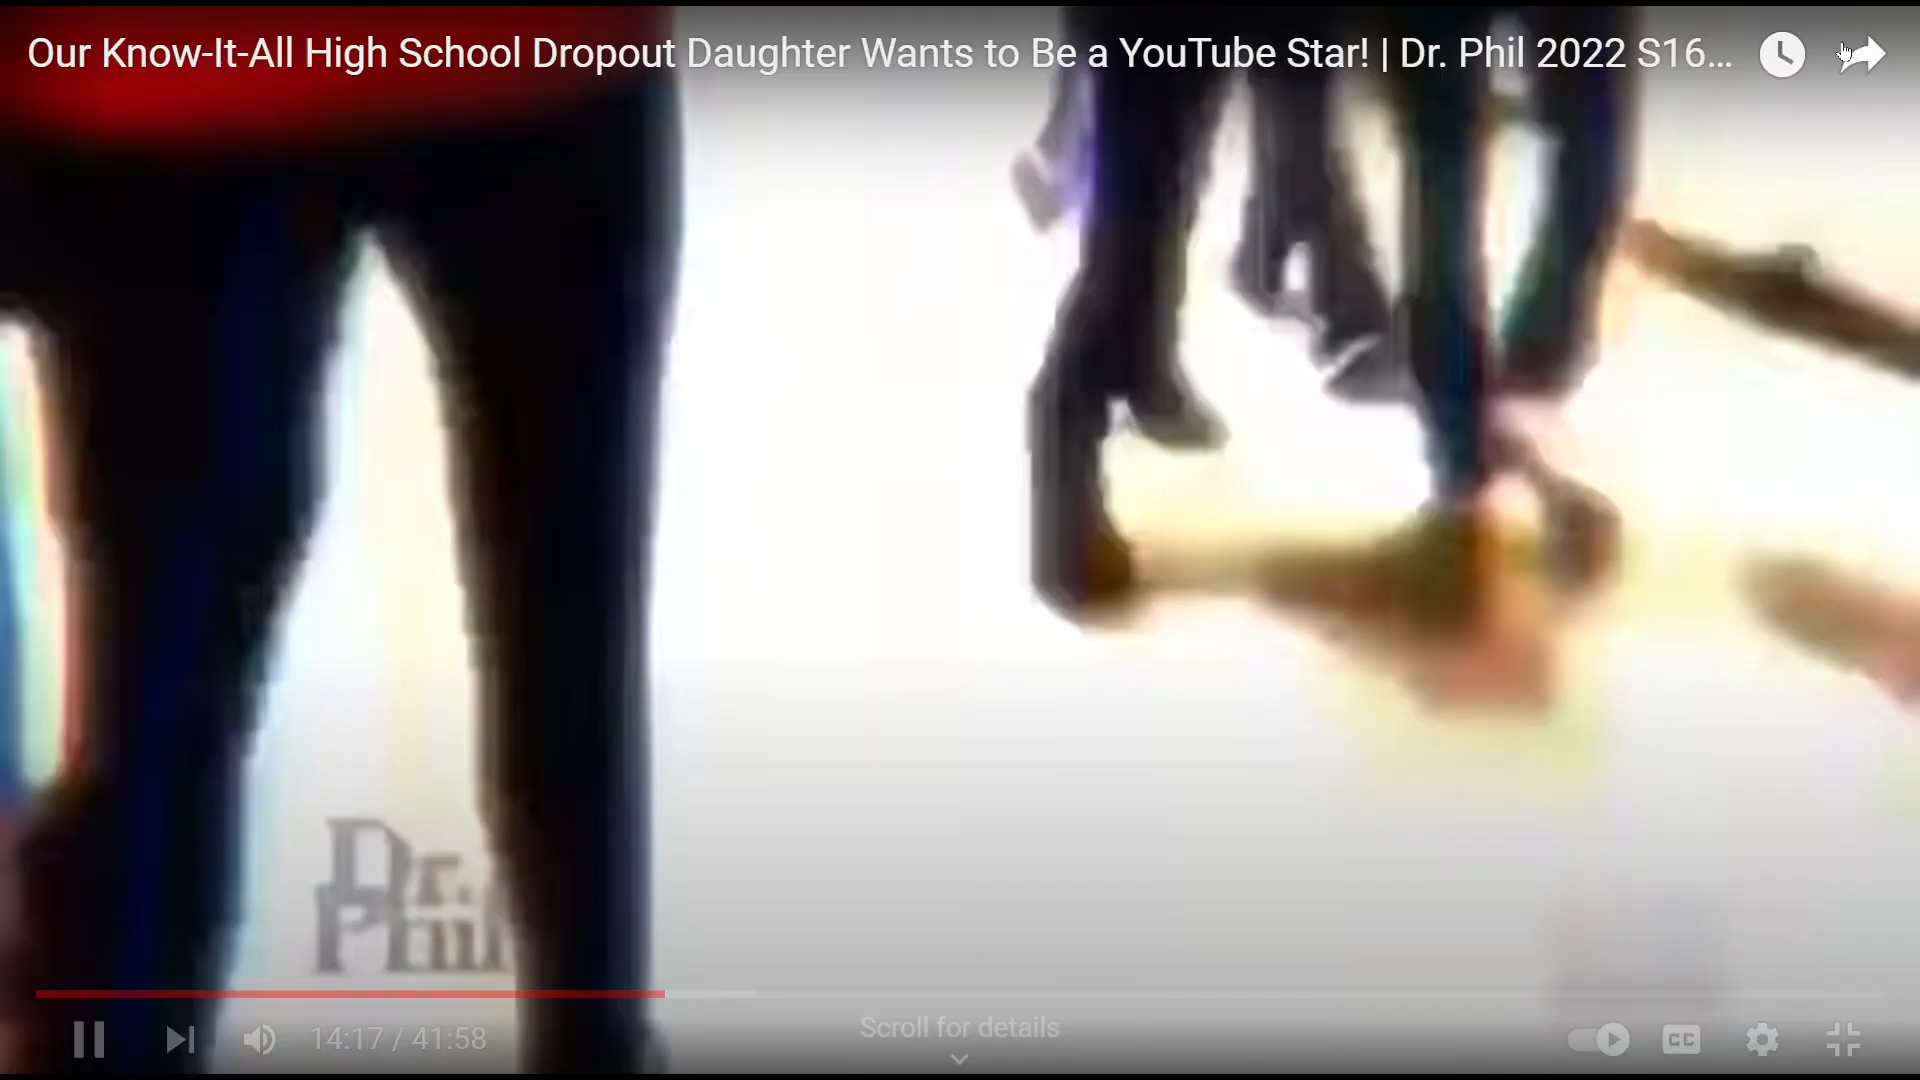 Our Know-It-All High School Dropout Daughter Wants to Be a YouTube Star! | Dr. Phil 2022 S16...
Dr.
Phil
14:17 / 41:58
Scroll for details
CC